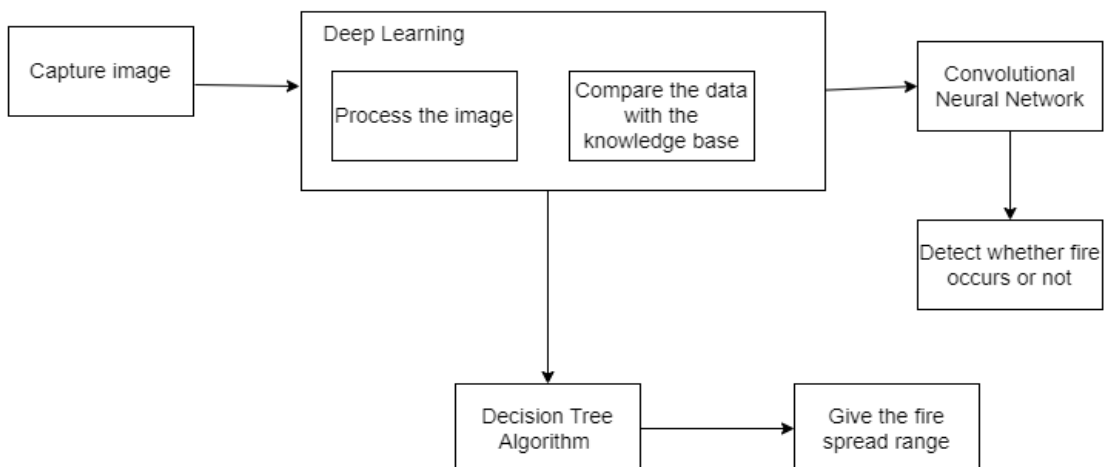 Deep Learning
Capture image
Process the image
Compare the data
with the
knowledge base
Convolutional
Neural Network
Detect whether fire
occurs or not
Decision Tree
Algorithm
Give the fire
spread range